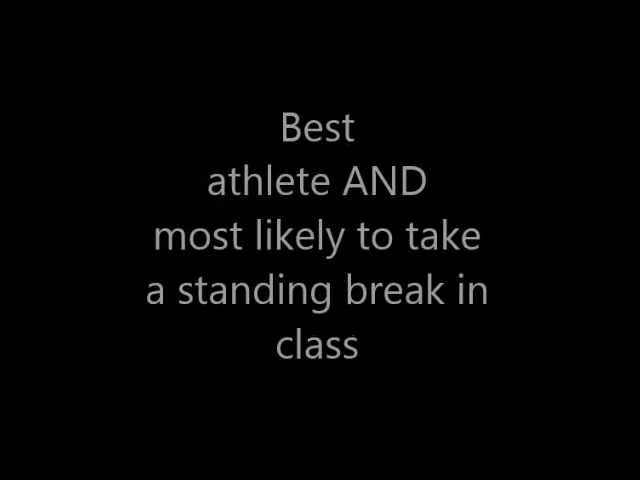 Best
athlete AND
most likely to take
a standing break in
class